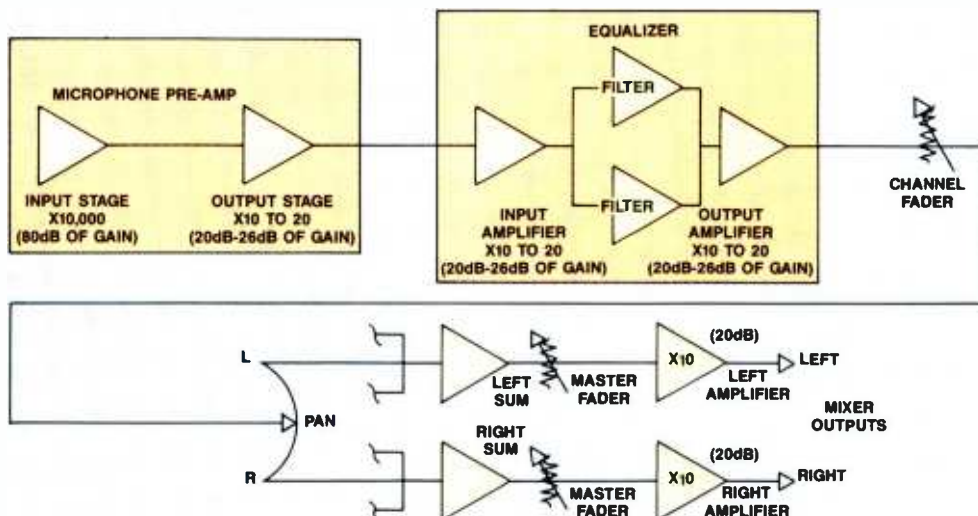 MICROPHONE PRE-AMP
INPUT STAGE
X10,000
(80dB OF GAIN)
OUTPUT STAGE
X10 TO 20
(20dB-26dB OF GAIN)
EQUALIZER
FILTER
FILTER
INPUT
AMPLIFIER
X10 TO 20
(20dB-26dB OF GAIN)
OUTPUT
AMPLIFIER
X10 TO 20
(20dB-26dB OF GAIN)
CHANNEL
FADER
L
PAN
R
LEFT
SUM
MASTER
FADER
X10
(20dB)
LEFT
AMPLIFIER
LEFT
MIXER
OUTPUTS
RIGHT
SUM
MASTER
FADER
X10
(20dB)
RIGHT
AMPLIFIER
RIGHT